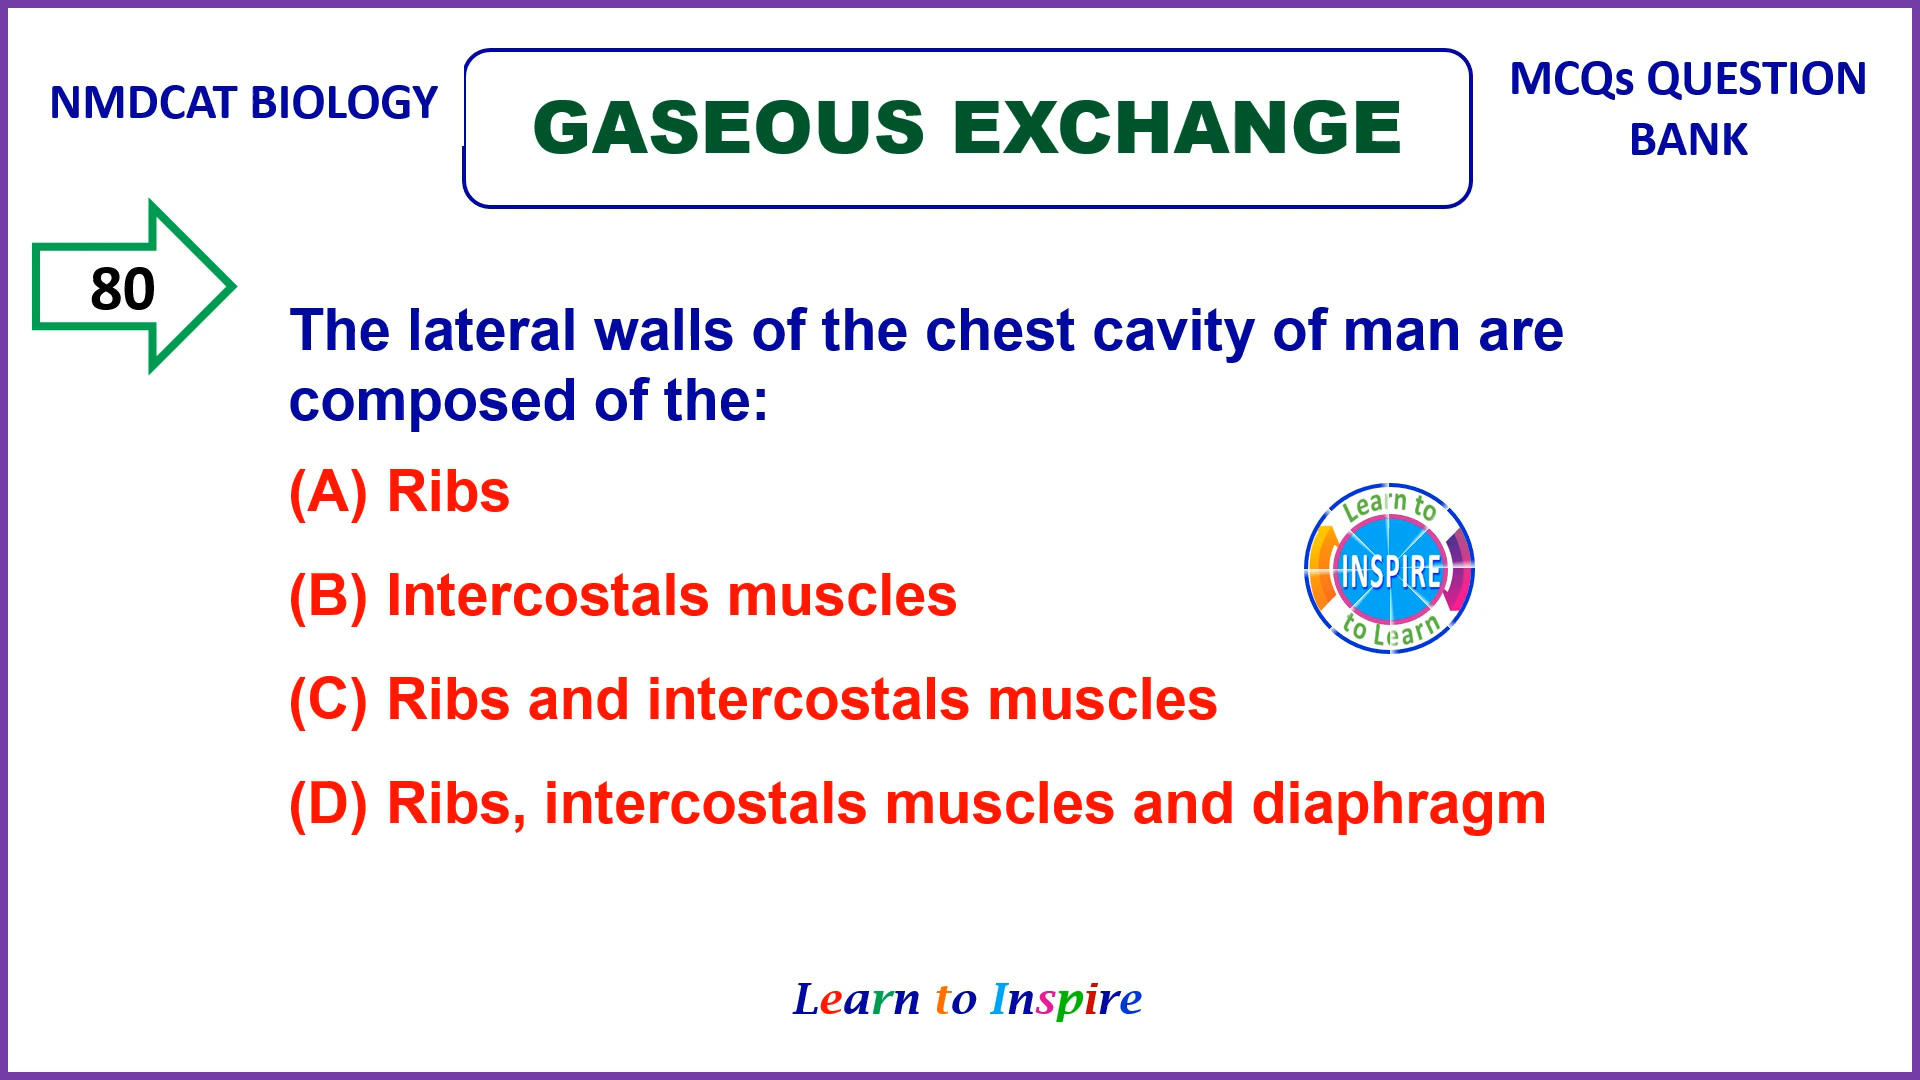 NMDCAT BIOLOGY
GASEOUS EXCHANGE
MCQs QUESTION
BANK
80
The lateral walls of the chest cavity of man are
composed of the:
(A) Ribs
(B) Intercostals muscles
(C) Ribs and intercostals muscles
(D) Ribs, intercostals muscles and diaphragm
Learn to
INSPIRE
to Learn
Learn to Inspire